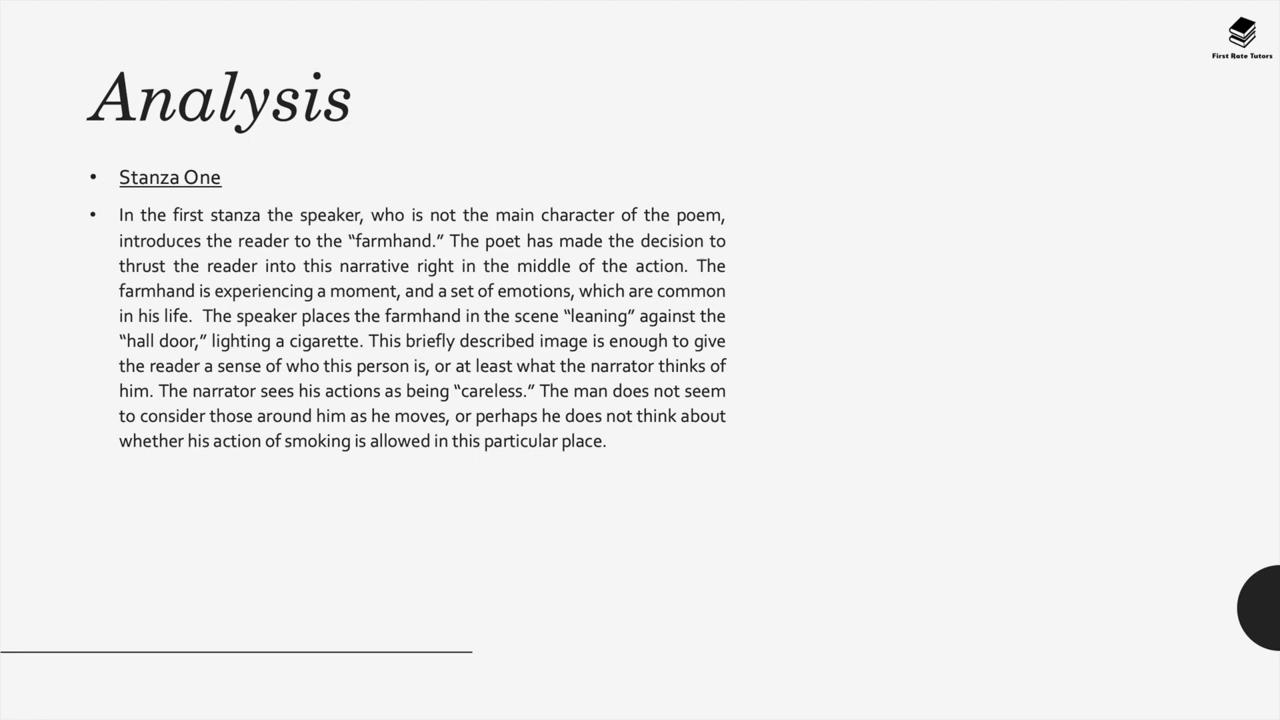 First Rate Tutors
Analysis
• Stanza One
• In the first stanza the speaker, who is not the main character of the poem,
introduces the reader to the “farmhand.” The poet has made the decision to
thrust the reader into this narrative right in the middle of the action. The
farmhand is experiencing a moment, and a set of emotions, which are common
in his life.  The speaker places the farmhand in the scene “leaning” against the
“hall door,” lighting a cigarette. This briefly described image is enough to give
the reader a sense of who this person is, or at least what the narrator thinks of
him. The narrator sees his actions as being “careless.” The man does not seem
to consider those around him as he moves, or perhaps he does not think about
whether his action of smoking is allowed in this particular place.